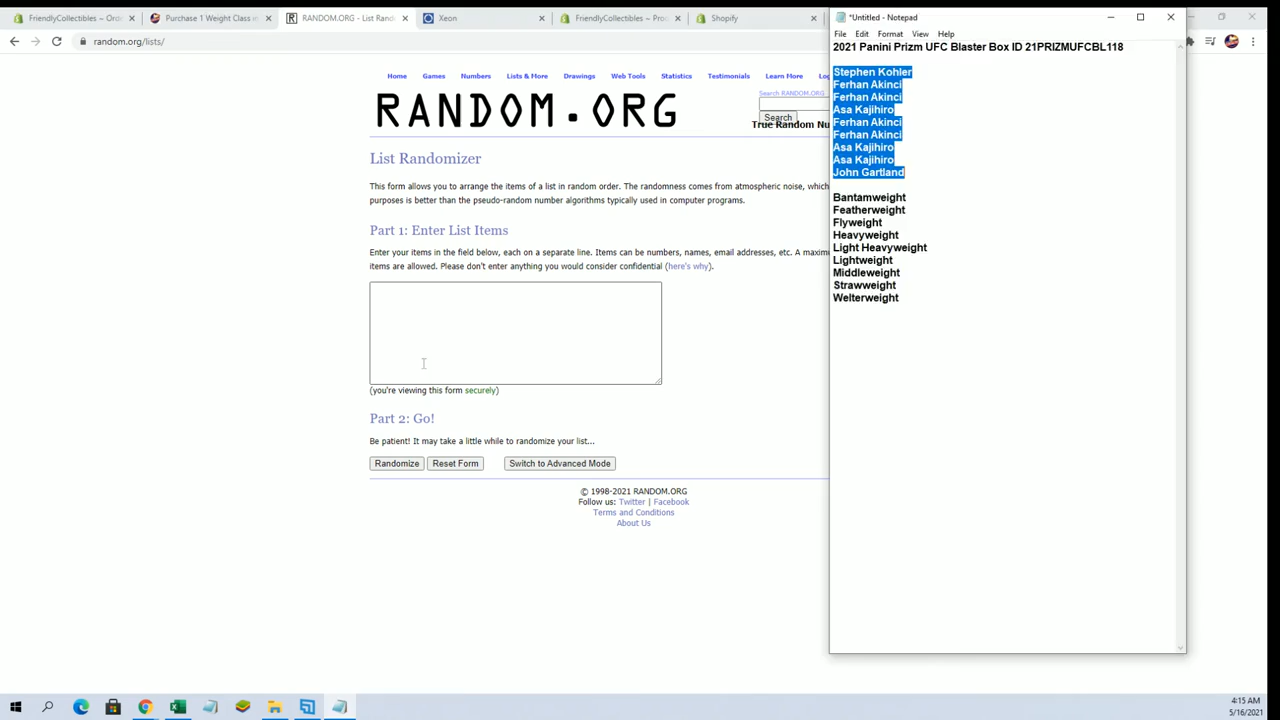 FriendlyCollectibles ~ Orde
Purchase 1 Weight Class in
RANDOM.ORG - List Rando
Xeon
FriendlyCollectibles ~ Prod
Shopify
*Untitled - Notepad
random.org/lists/
File Edit Format View Help
2021 Panini Prizm UFC Blaster Box ID 21PRIZMUFCBL118
Stephen Kohler
Ferhan Akinci
Ferhan Akinci
Asa Kajihiro
Ferhan Akinci
Ferhan Akinci
Asa Kajihiro
Asa Kajihiro
John Gartland
Bantamweight
Featherweight
Flyweight
Heavyweight
Light Heavyweight
Lightweight
Middleweight
Strawweight
Welterweight
Home Games Numbers Lists & More Drawings Web Tools Statistics Testimonials Learn More Lo
Search RANDOM.ORG
RANDOM.ORG
Search
True Random Nu
List Randomizer
This form allows you to arrange the items of a list in random order. The randomness comes from atmospheric noise, which
purposes is better than the pseudo-random number algorithms typically used in computer programs.
Part 1: Enter List Items
Enter your items in the field below, each on a separate line. Items can be numbers, names, email addresses, etc. A maximu
items are allowed. Please don't enter anything you would consider confidential (here's why).
(you're viewing this form securely)
Part 2: Go!
Be patient! It may take a little while to randomize your list...
Randomize Reset Form Switch to Advanced Mode
© 1998-2021 RANDOM.ORG
Follow us: Twitter | Facebook
Terms and Conditions
About Us
4:15 AM
5/16/2021